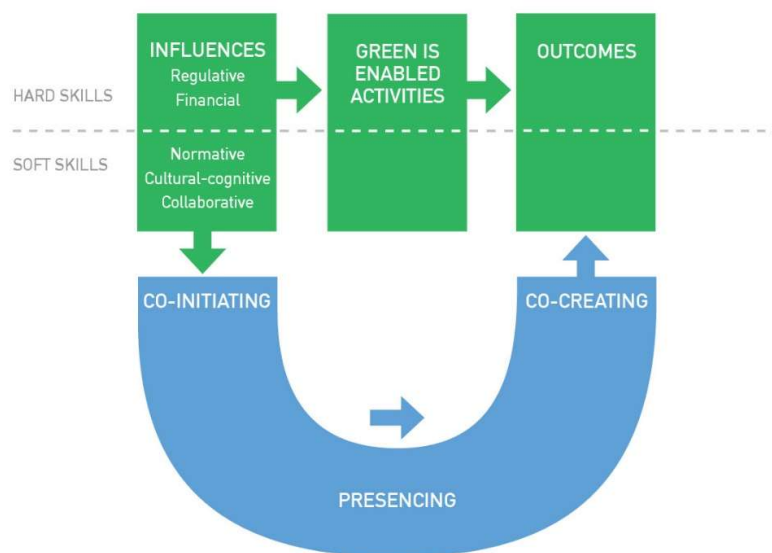 INFLUENCES
Regulative
Financial
GREEN IS
ENABLED
ACTIVITIES
OUTCOMES
HARD SKILLS
SOFT SKILLS
Normative
Cultural-cognitive
Collaborative
CO-INITIATING
CO-CREATING
PRESENCING